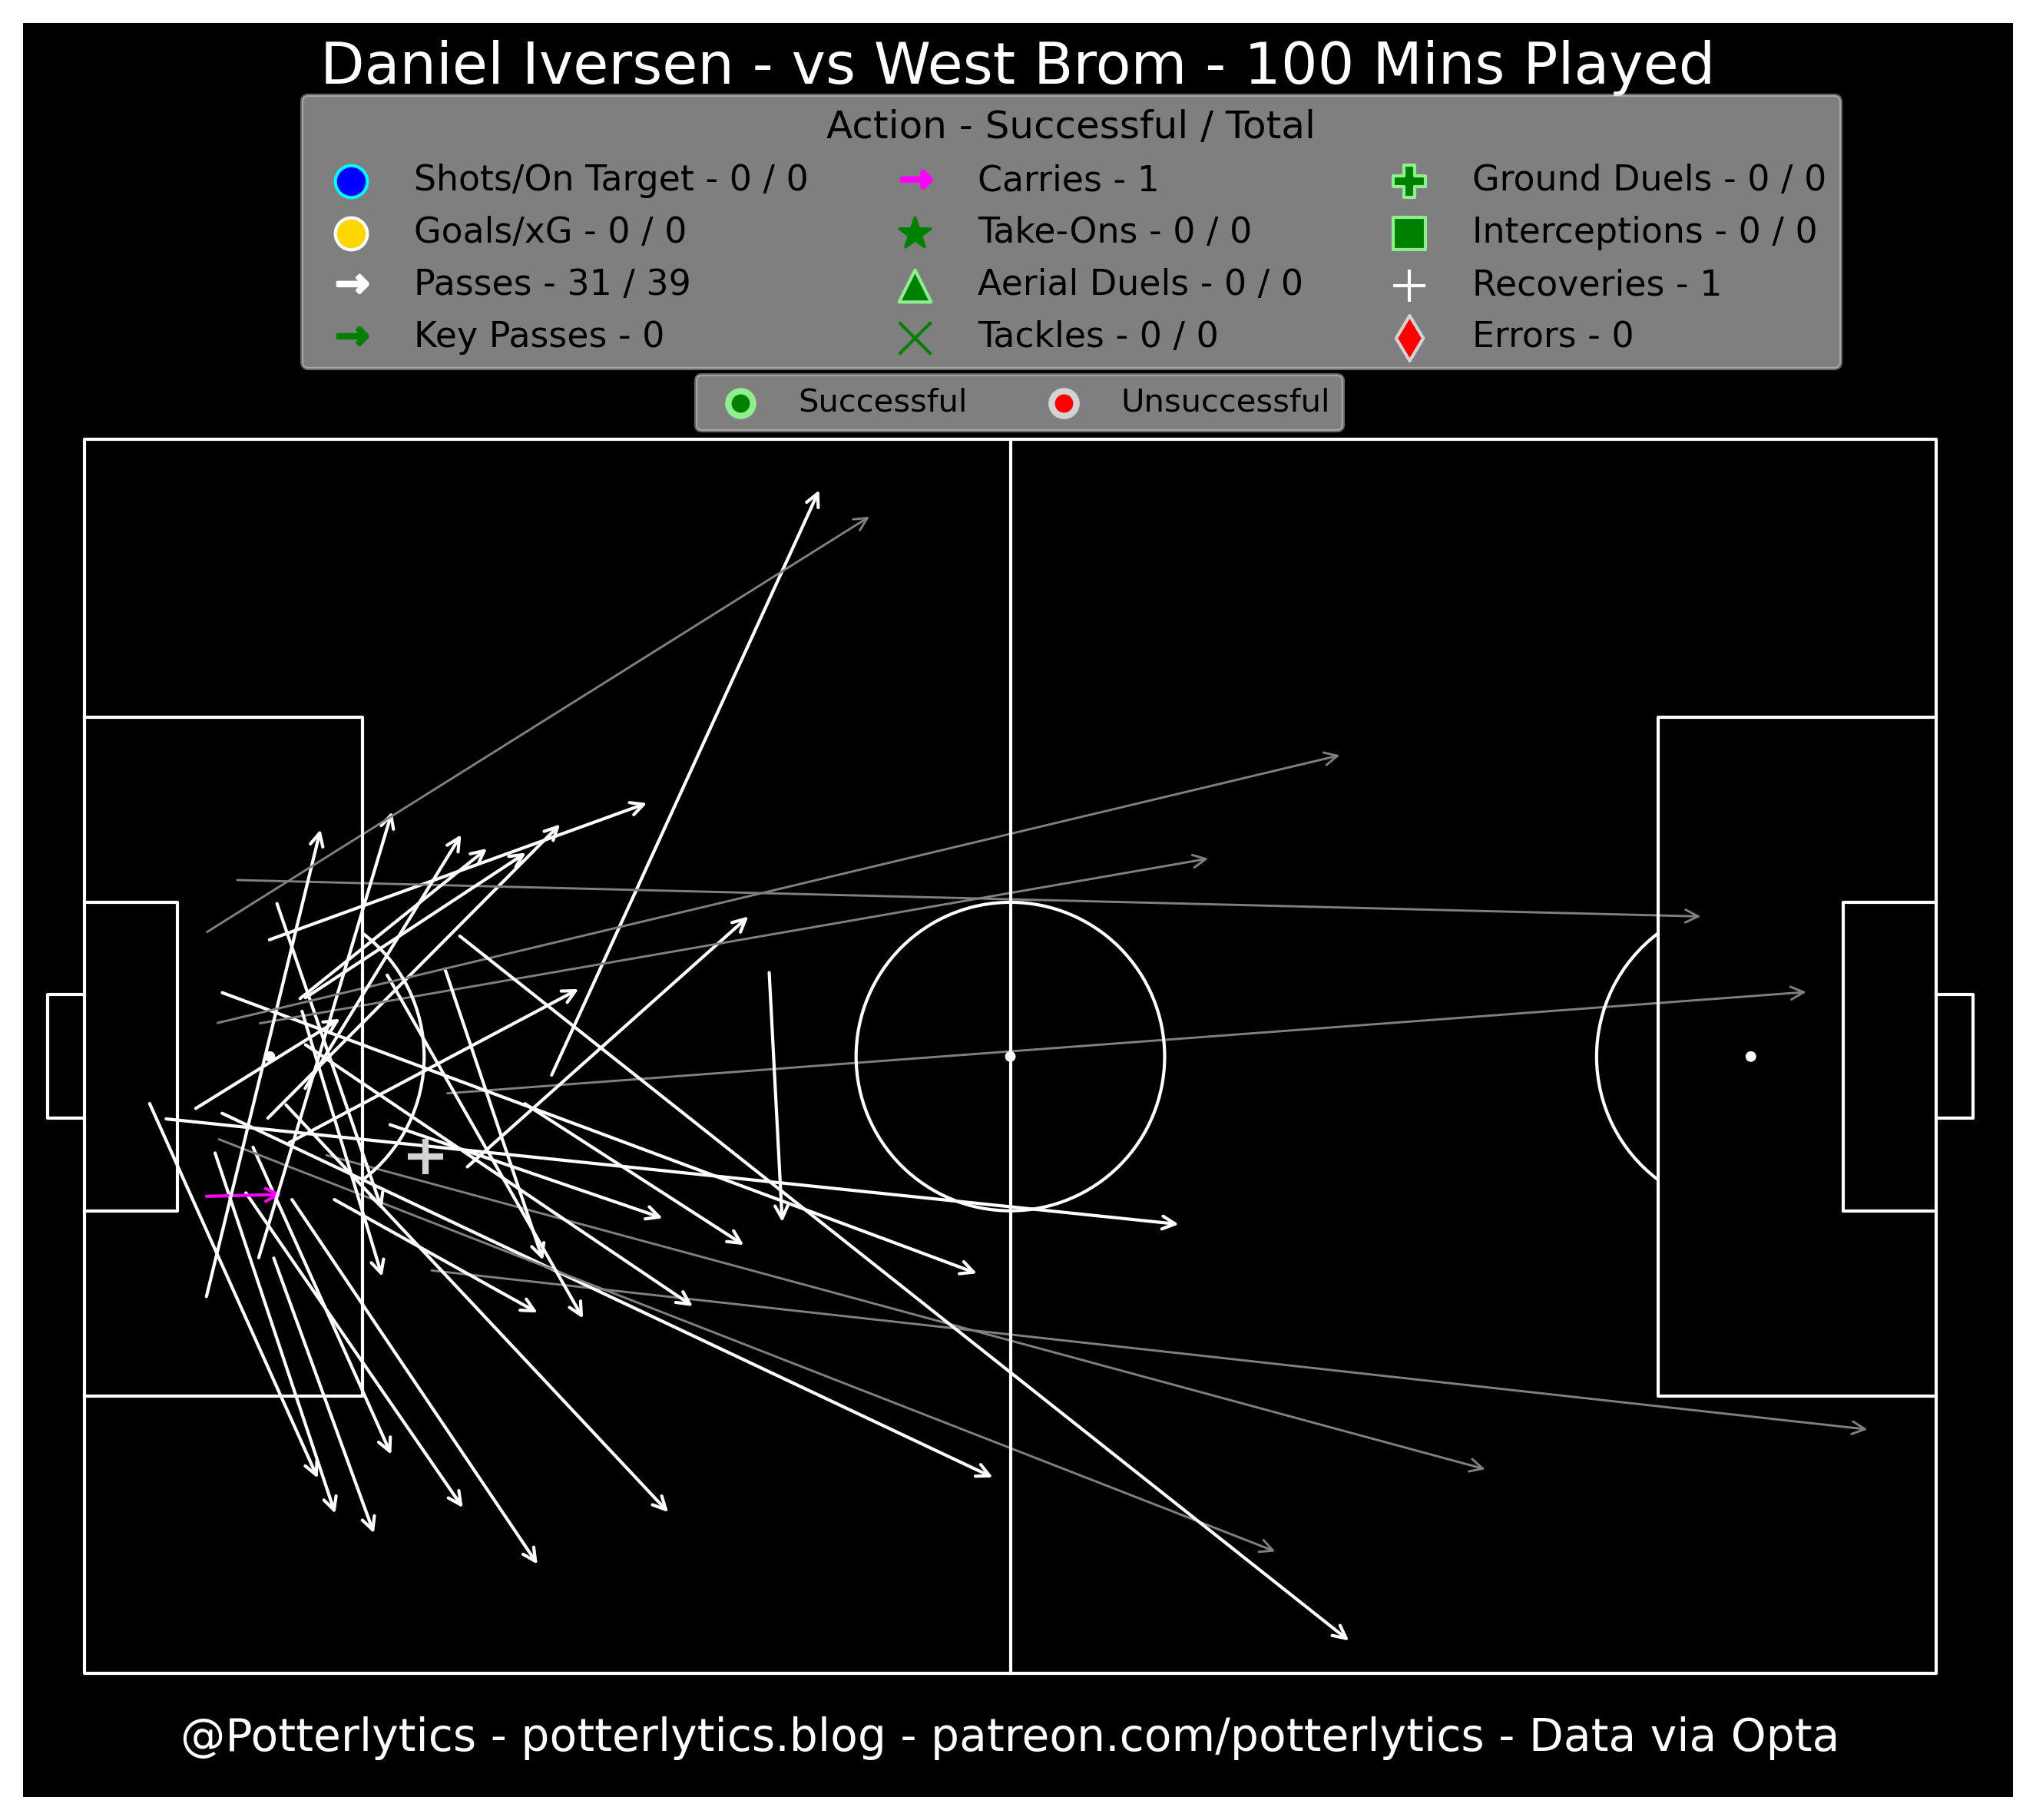 Daniel Iversen - vs West Brom - 100 Mins Played
Action - Successful / Total
Shots/On Target - 0 / 0
Goals/xG - 0 / 0
Passes - 31 / 39
Key Passes - 0
Carries - 1
Take-Ons - 0 / 0
Aerial Duels - 0 / 0
Tackles - 0 / 0
Ground Duels - 0 / 0
Interceptions - 0 / 0
Recoveries - 1
Errors - 0
Successful
Unsuccessful
@Potterlytics - potterlytics.blog - patreon.com/potterlytics - Data via Opta